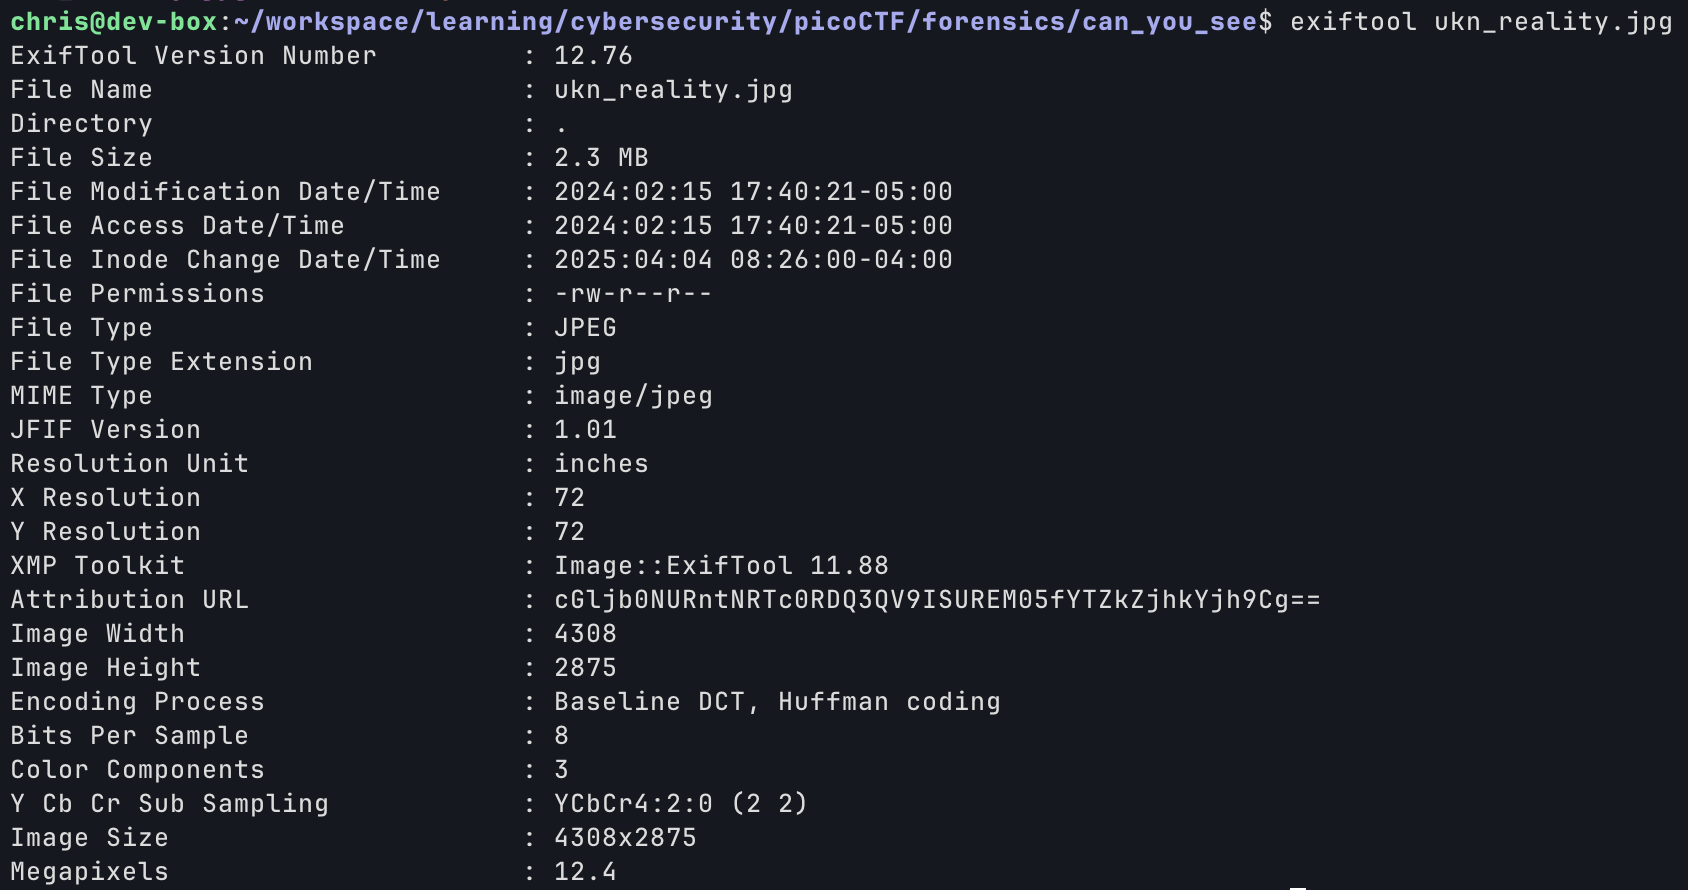 chris@dev-box:~/workspace/learning/cybersecurity/picoCTF/forensics/can_you_see$ exiftool ukn_reality.jpg
ExifTool Version Number         : 12.76
File Name                       : ukn_reality.jpg
Directory                       : .
File Size                       : 2.3 MB
File Modification Date/Time     : 2024:02:15 17:40:21-05:00
File Access Date/Time           : 2024:02:15 17:40:21-05:00
File Inode Change Date/Time     : 2025:04:04 08:26:00-04:00
File Permissions                : -rw-r--r--
File Type                       : JPEG
File Type Extension             : jpg
MIME Type                       : image/jpeg
JFIF Version                    : 1.01
Resolution Unit                 : inches
X Resolution                    : 72
Y Resolution                    : 72
XMP Toolkit                     : Image::ExifTool 11.88
Attribution URL                 : cGljb0NURntNRTc0RDQ3QV9ISUREM05fYTZkZjhkYjh9Cg==
Image Width                     : 4308
Image Height                    : 2875
Encoding Process                : Baseline DCT, Huffman coding
Bits Per Sample                 : 8
Color Components                : 3
Y Cb Cr Sub Sampling            : YCbCr4:2:0 (2 2)
Image Size                      : 4308x2875
Megapixels                      : 12.4